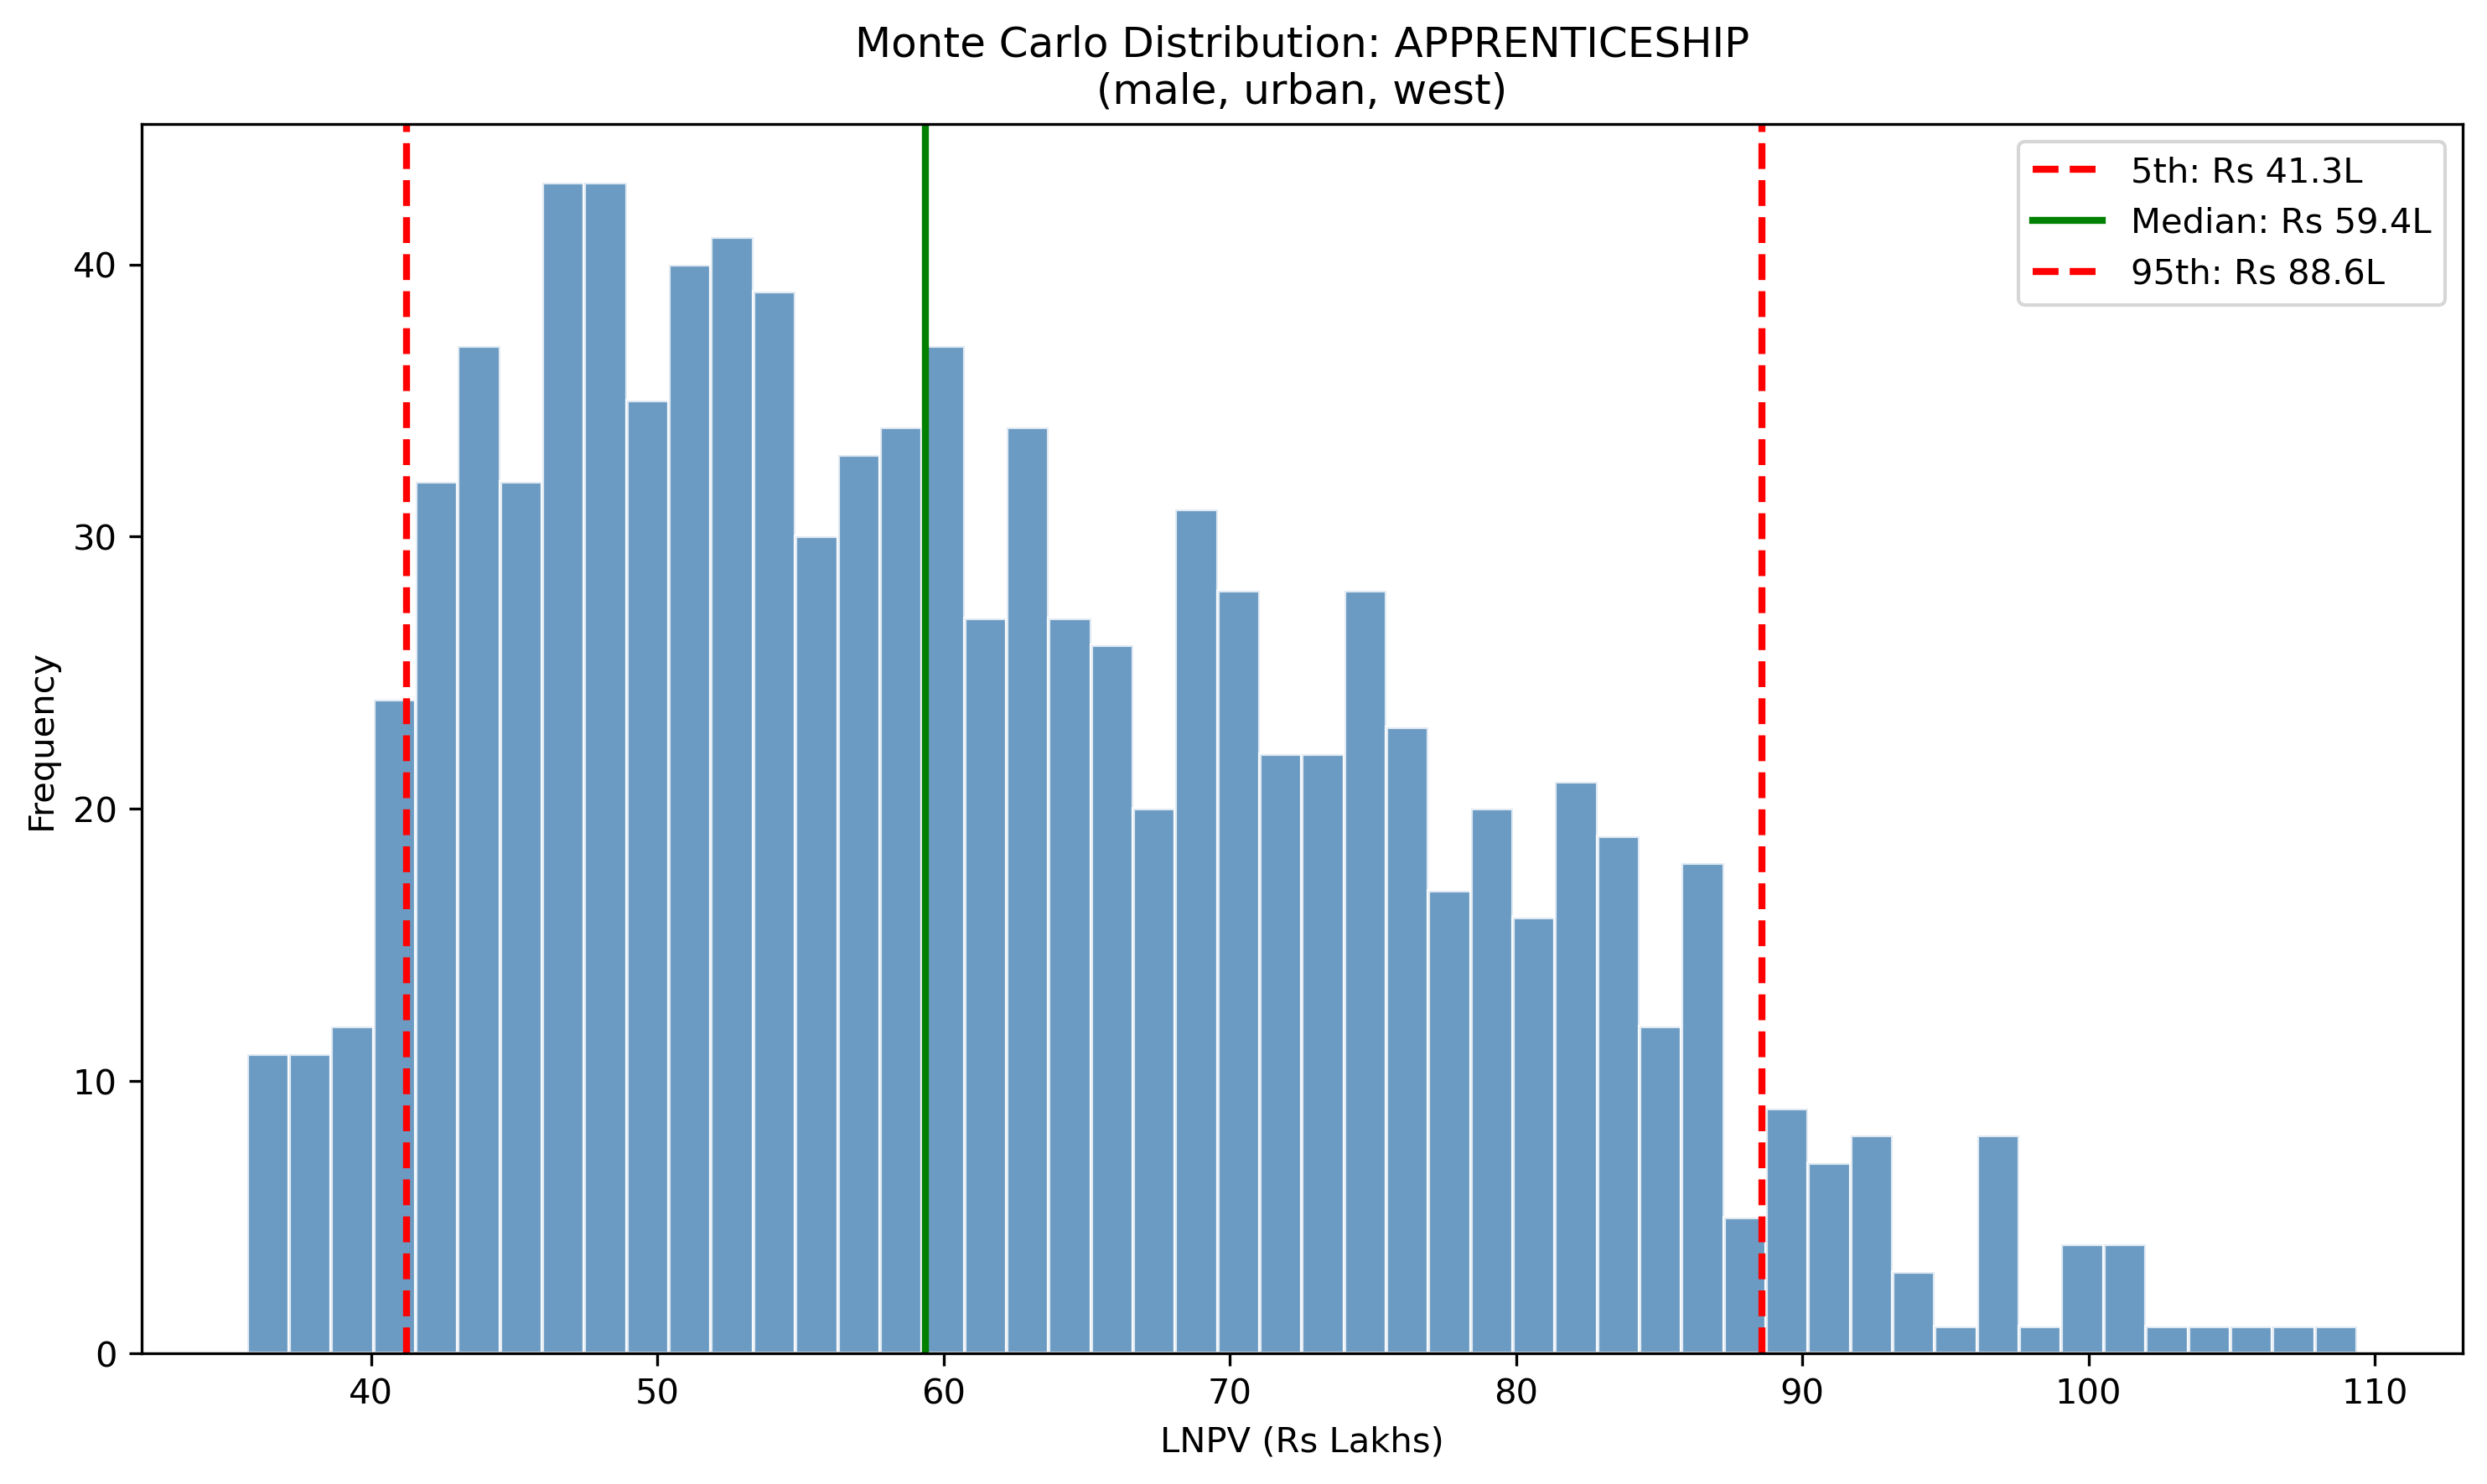 Monte Carlo Distribution: APPRENTICESHIP
(male, urban, west)
5th: Rs 41.3L
Median: Rs 59.4L
95th: Rs 88.6L
Frequency
40
30
20
10
0
40 50 60 70 80 90 100 110
LNPV (Rs Lakhs)